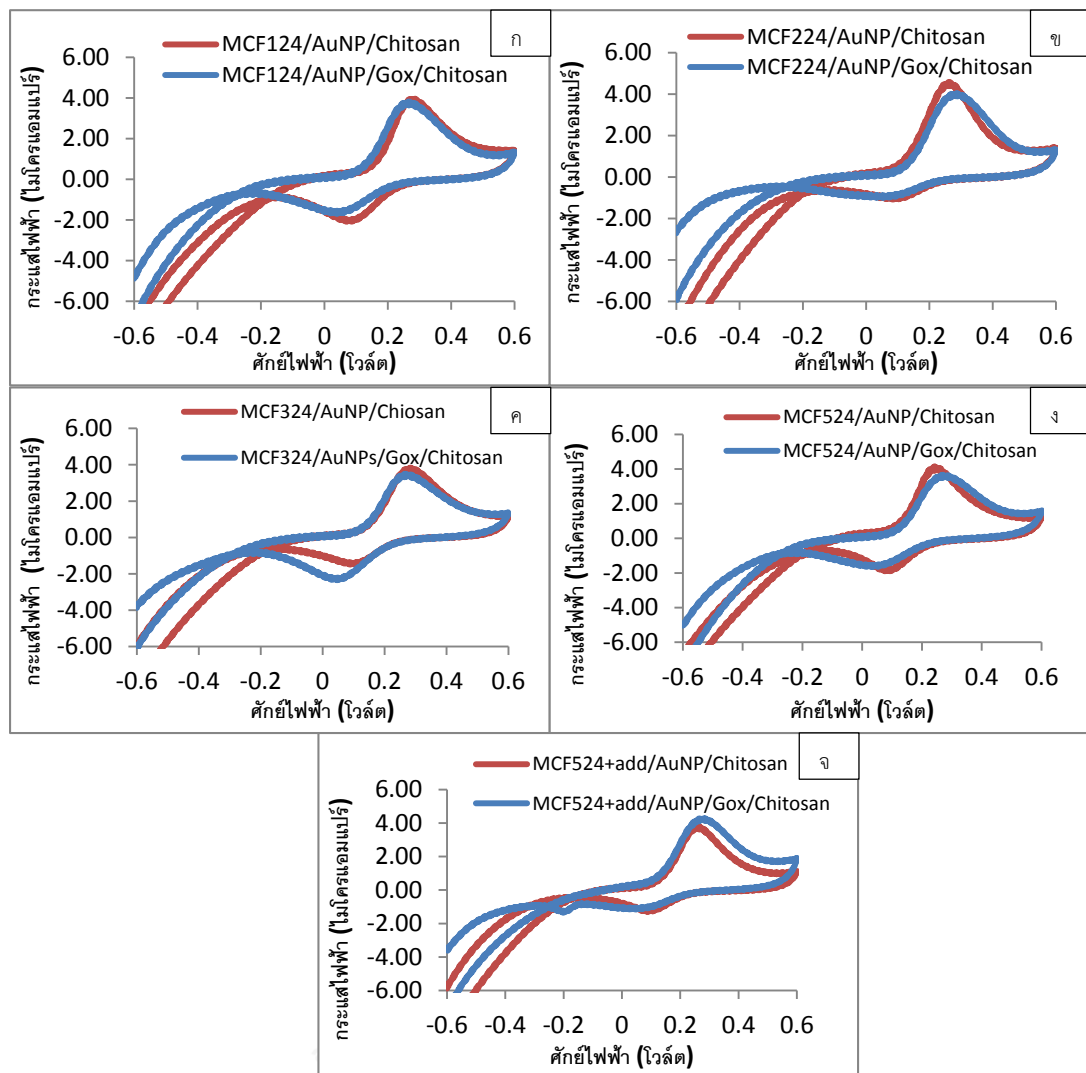 MCF124/AuNP/Chitosan
MCF124/AuNP/Gox/Chitosan
ก
กระแสไฟฟ้า (ไมโครแอมแปร์)
6.00
4.00
2.00
0.00
-2.00
-4.00
-6.00
-0.6 -0.4 -0.2 0 0.2 0.4 0.6
ศักย์ไฟฟ้า (โวล์ต)
MCF224/AuNP/Chitosan
MCF224/AuNP/Gox/Chitosan
ข
กระแสไฟฟ้า (ไมโครแอมแปร์)
6.00
4.00
2.00
0.00
-2.00
-4.00
-6.00
-0.6 -0.4 -0.2 0 0.2 0.4 0.6
ศักย์ไฟฟ้า (โวล์ต)
MCF324/AuNP/Chiosan
MCF324/AuNPs/Gox/Chitosan
ค
กระแสไฟฟ้า (ไมโครแอมแปร์)
6.00
4.00
2.00
0.00
-2.00
-4.00
-6.00
-0.6 -0.4 -0.2 0 0.2 0.4 0.6
ศักย์ไฟฟ้า (โวล์ต)
MCF524/AuNP/Chitosan
MCF524/AuNP/Gox/Chitosan
ง
กระแสไฟฟ้า (ไมโครแอมแปร์)
6.00
4.00
2.00
0.00
-2.00
-4.00
-6.00
-0.6 -0.4 -0.2 0 0.2 0.4 0.6
ศักย์ไฟฟ้า (โวล์ต)
MCF524+add/AuNP/Chitosan
MCF524+add/AuNP/Gox/Chitosan
จ
กระแสไฟฟ้า (ไมโครแอมแปร์)
6.00
4.00
2.00
0.00
-2.00
-4.00
-6.00
-0.6 -0.4 -0.2 0 0.2 0.4 0.6
ศักย์ไฟฟ้า (โวล์ต)